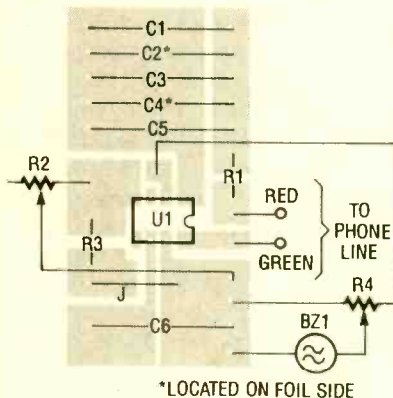 C1
C2*
C3
C4*
C5
R2
R1
U1
RED
GREEN
TO
PHONE
LINE
R3
J
R4
BZ1
C6
*LOCATED ON FOIL SIDE